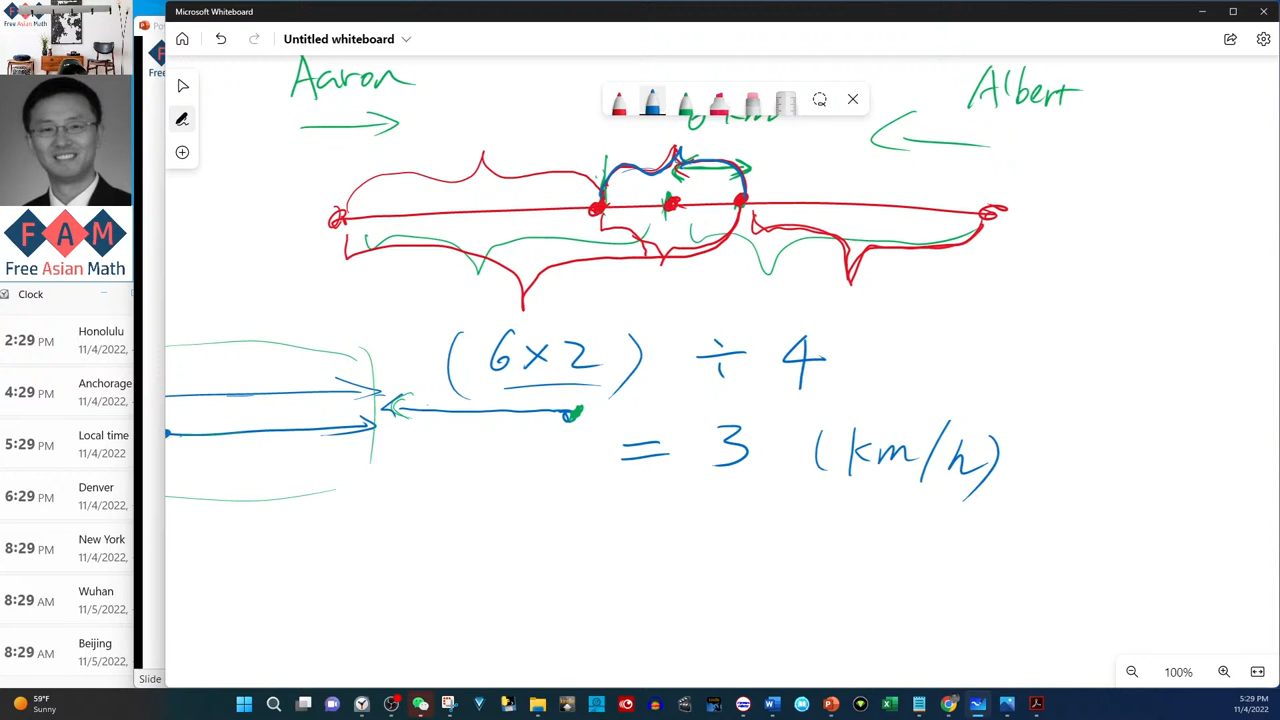 Free Asian Math
Microsoft Whiteboard
Untitled whiteboard
Aaron
Albert
FAM
Free Asian Math
Clock
2:29 PM Honolulu
11/4/2022,
4:29 PM Anchorage
11/4/2022,
5:29 PM Local time
11/4/2022
6:29 PM Denver
11/4/2022,
8:29 PM New York
11/4/2022,
8:29 AM Wuhan
11/5/2022,
8:29 AM Beijing
11/5/2022,
(6×2) ÷ 4
= 3 (km/h)
Slide
100%
59°F
Sunny
5:29 PM
11/4/2022